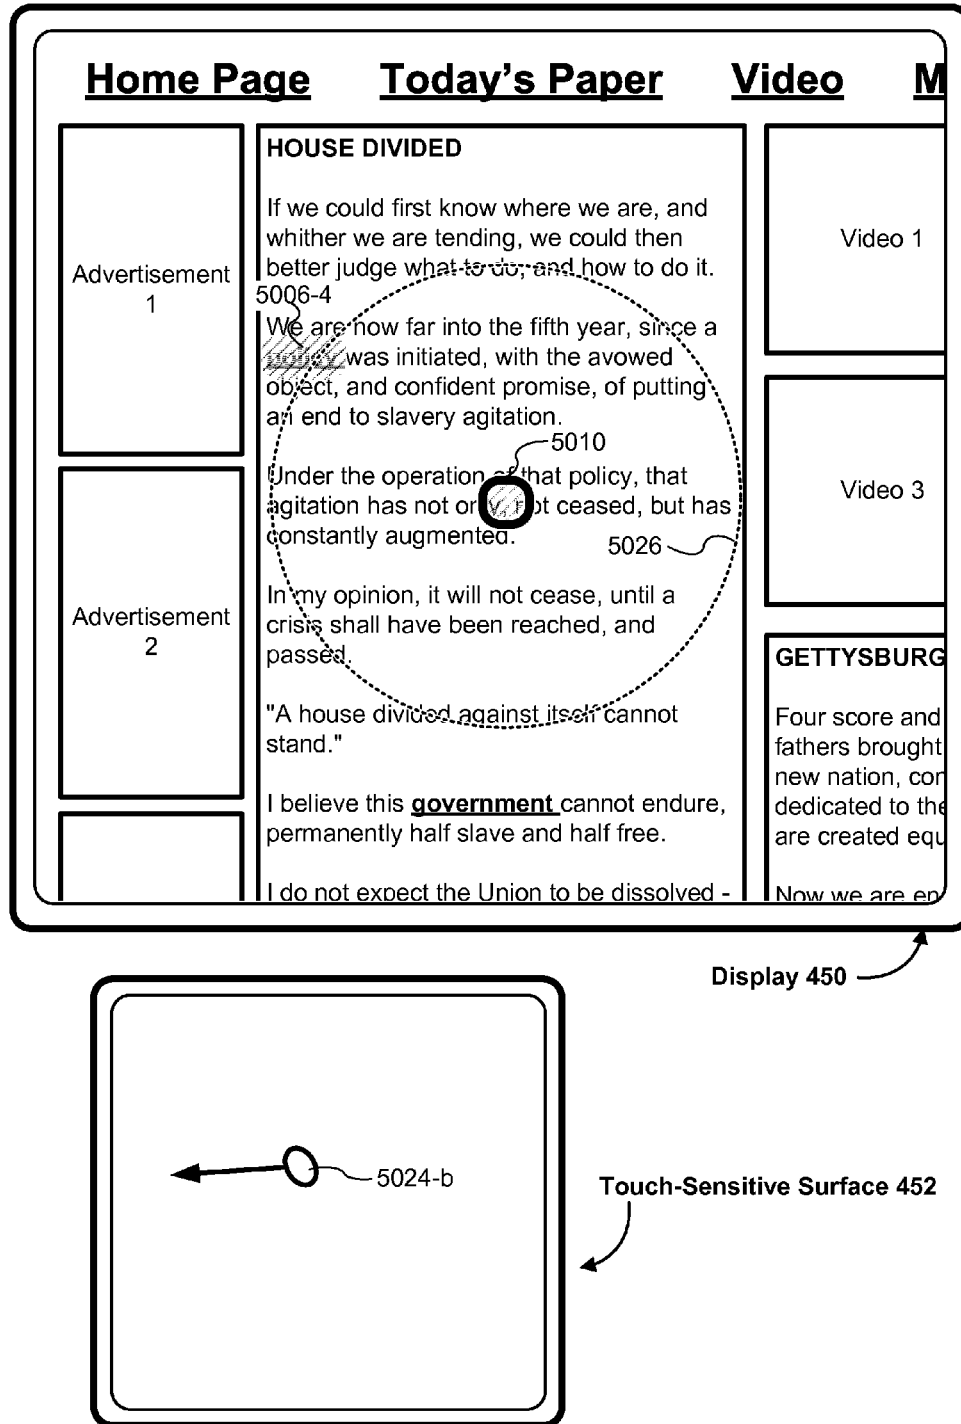 Home Page Today's Paper Video M
Advertisement
1
Advertisement
2
HOUSE DIVIDED
If we could first know where we are, and
whither we are tending, we could then
better judge what to do, and how to do it.
5006-4
We are now far into the fifth year, since a
policy was initiated, with the avowed
object, and confident promise, of putting
an end to slavery agitation.
5010
Under the operation of that policy, that
agitation has not only, not ceased, but has
constantly augmented.
5026
In my opinion, it will not cease, until a
crisis shall have been reached, and
passed.
"A house divided against itself cannot
stand."
I believe this government cannot endure,
permanently half slave and half free.
I do not expect the Union to be dissolved -
Video 1
Video 3
GETTYSBURG
Four score and
fathers brought
new nation, con
dedicated to the
are created equ
Now we are en
Display 450
5024-b
Touch-Sensitive Surface 452